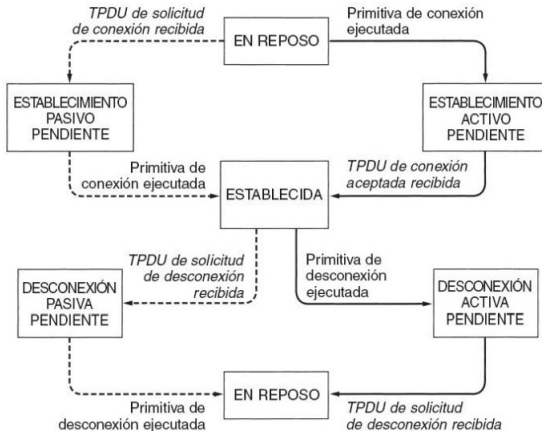 TPDU de solicitud
de conexión recibida
EN REPOSO
Primitiva de conexión
ejecutada
ESTABLECIMIENTO
PASIVO
PENDIENTE
ESTABLECIMIENTO
ACTIVO
PENDIENTE
Primitiva de
conexión ejecutada
ESTABLECIDA
TPDU de conexión
aceptada recibida
TPDU de solicitud
de desconexión
recibida
Primitiva de
desconexión
ejecutada
DESCONEXIÓN
PASIVA
PENDIENTE
DESCONEXIÓN
ACTIVA
PENDIENTE
Primitiva de
desconexión ejecutada
EN REPOSO
TPDU de solicitud
de desconexión recibida